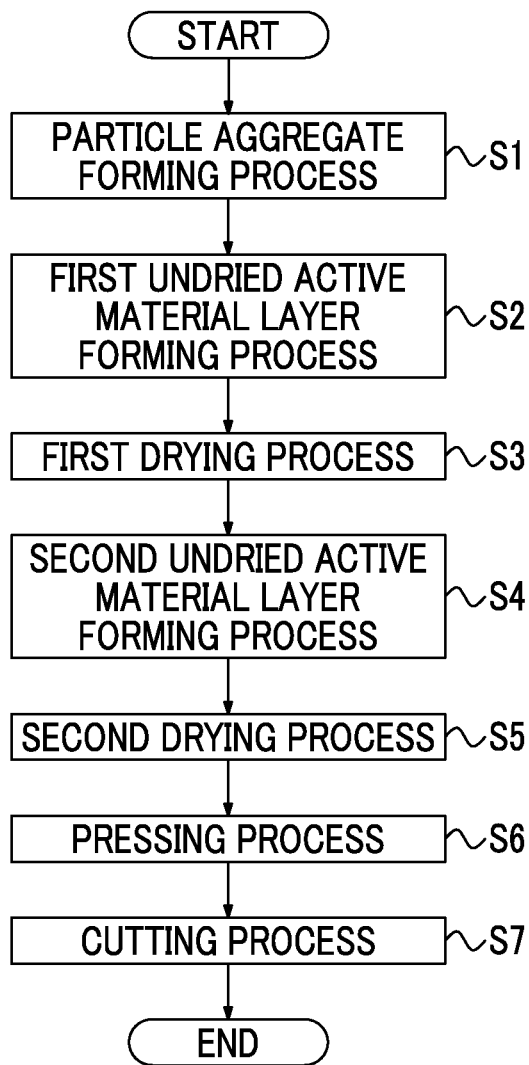 START
PARTICLE AGGREGATE
FORMING PROCESS
S1
FIRST UNDRIED ACTIVE
MATERIAL LAYER
FORMING PROCESS
S2
FIRST DRYING PROCESS
S3
SECOND UNDRIED ACTIVE
MATERIAL LAYER
FORMING PROCESS
S4
SECOND DRYING PROCESS
S5
PRESSING PROCESS
S6
CUTTING PROCESS
S7
END